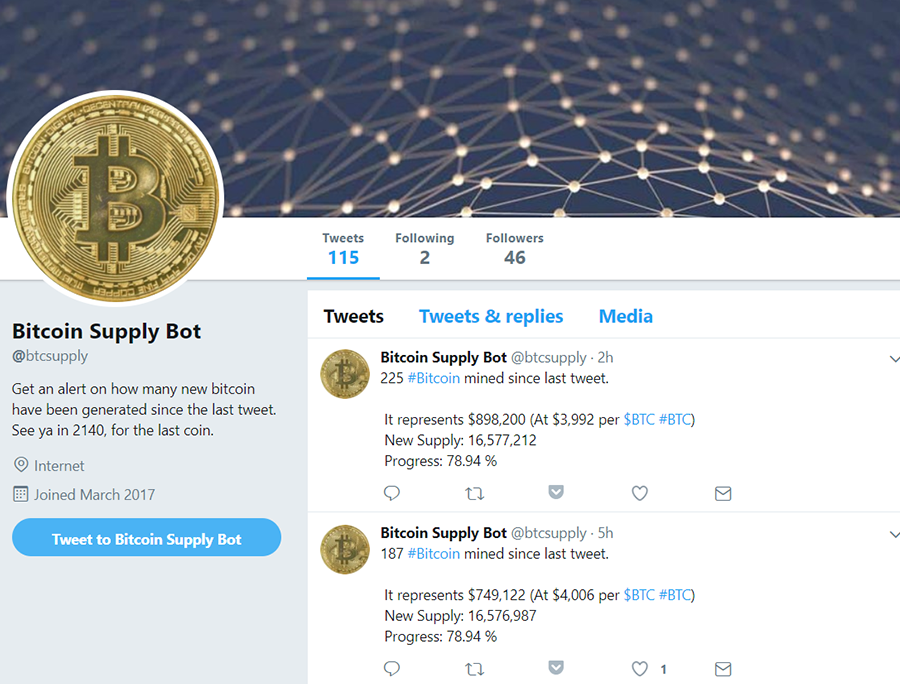 Tweets
115
Following
2
Followers
46
Bitcoin Supply Bot
@btcsupply
Get an alert on how many new bitcoin
have been generated since the last tweet.
See ya in 2140, for the last coin.
Internet
Joined March 2017
Tweet to Bitcoin Supply Bot
Tweets Tweets & replies Media
Bitcoin Supply Bot @btcsupply · 2h
225 #Bitcoin mined since last tweet.
It represents $898,200 (At $3,992 per $BTC #BTC)
New Supply: 16,577,212
Progress: 78.94 %
Bitcoin Supply Bot @btcsupply · 5h
187 #Bitcoin mined since last tweet.
It represents $749,122 (At $4,006 per $BTC #BTC)
New Supply: 16,576,987
Progress: 78.94 %
1